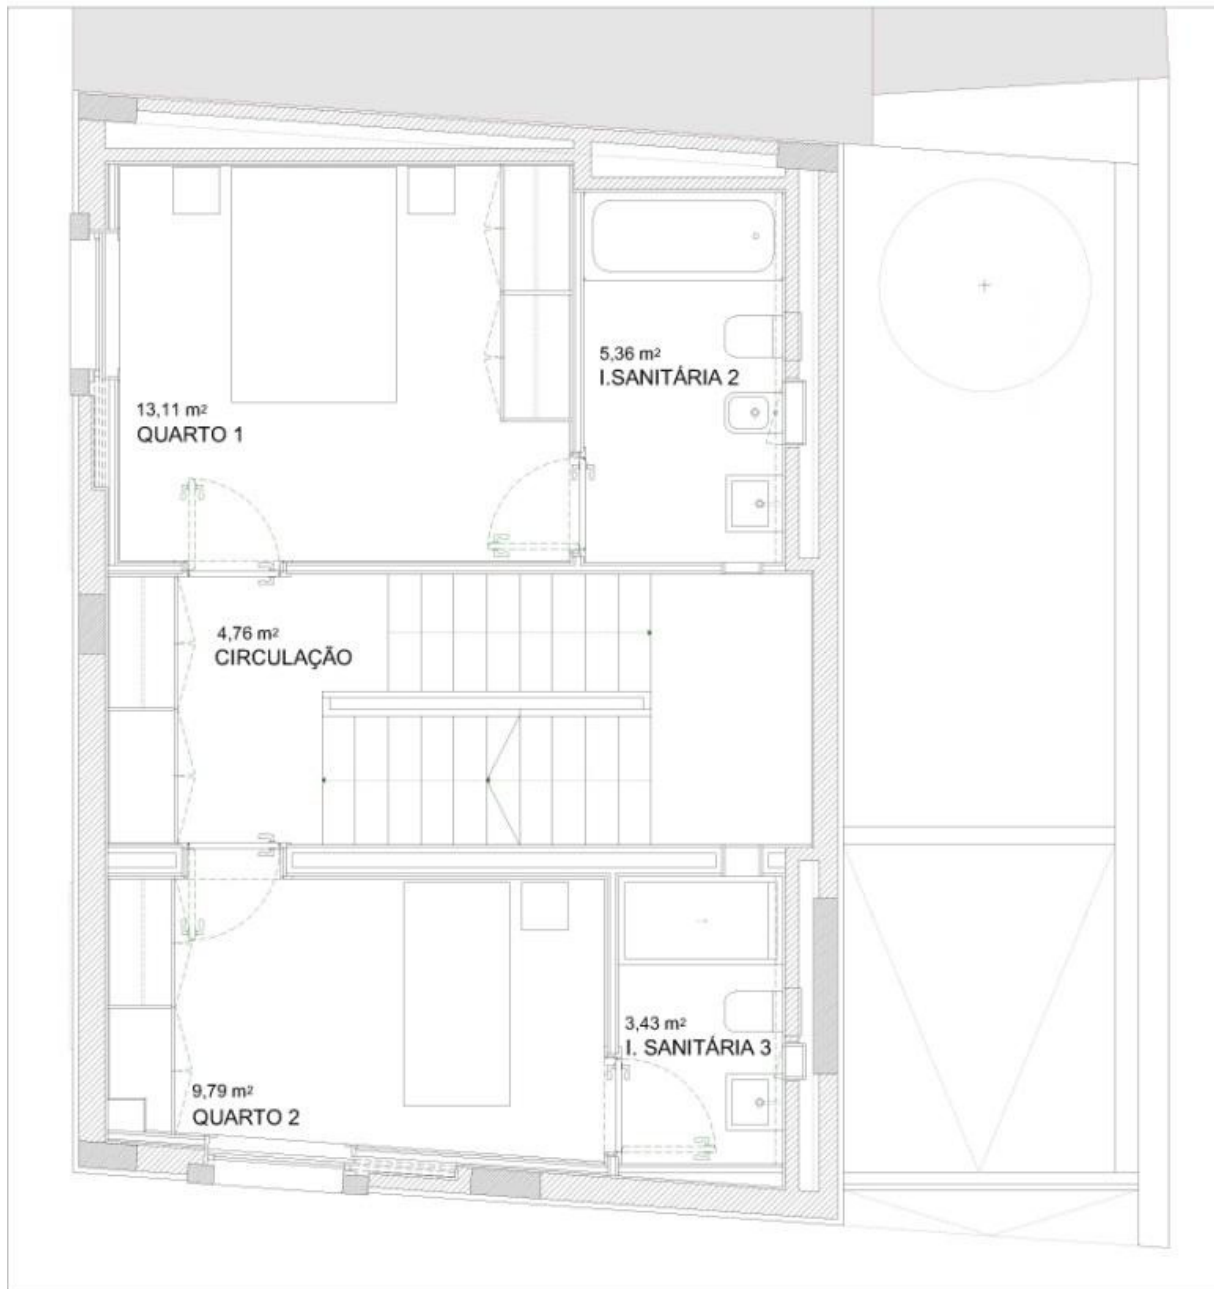 5,36 m²
I.SANITÁRIA 2
13,11 m²
QUARTO 1
4,76 m²
CIRCULAÇÃO
3,43 m²
I. SANITÁRIA 3
9,79 m²
QUARTO 2